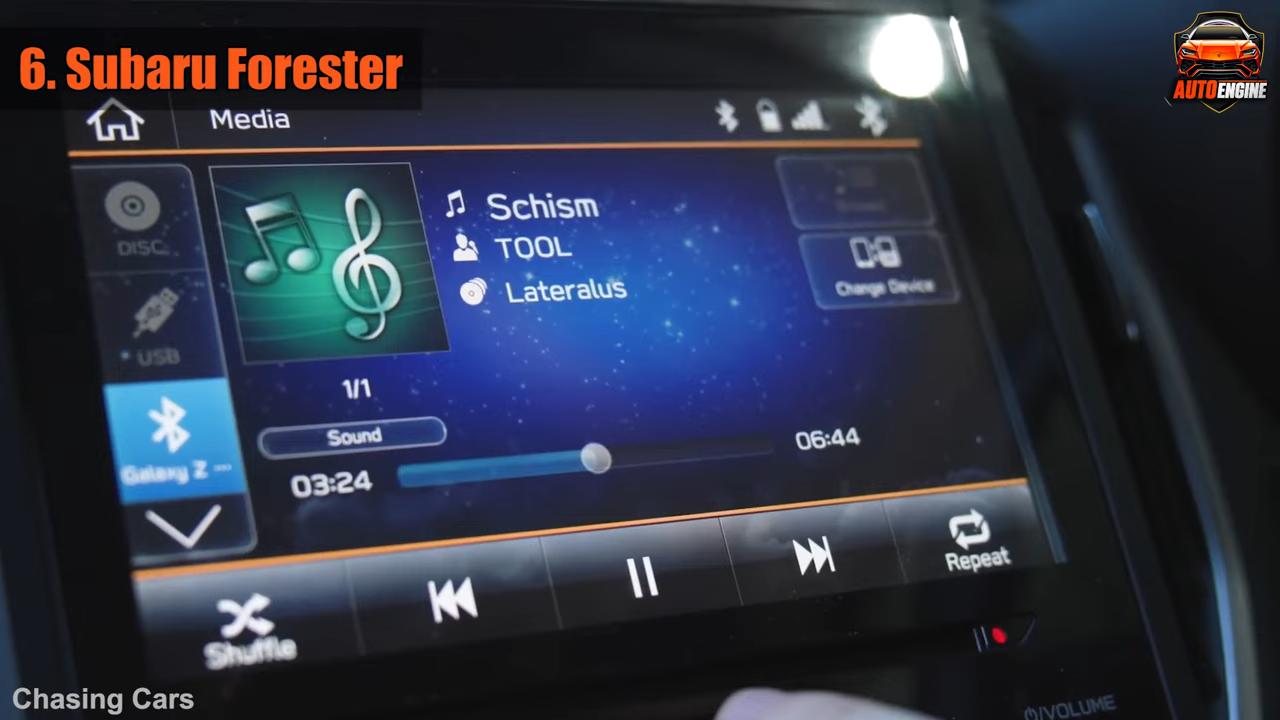 6. Subaru Forester
AUTOENGINE
Media
DISC
USB
Galaxy Z ...
Schism
TOOL
Lateralus
Change Device
1/1
Sound
03:24
06:44
Shuffle
Repeat
VOLUME
Chasing Cars